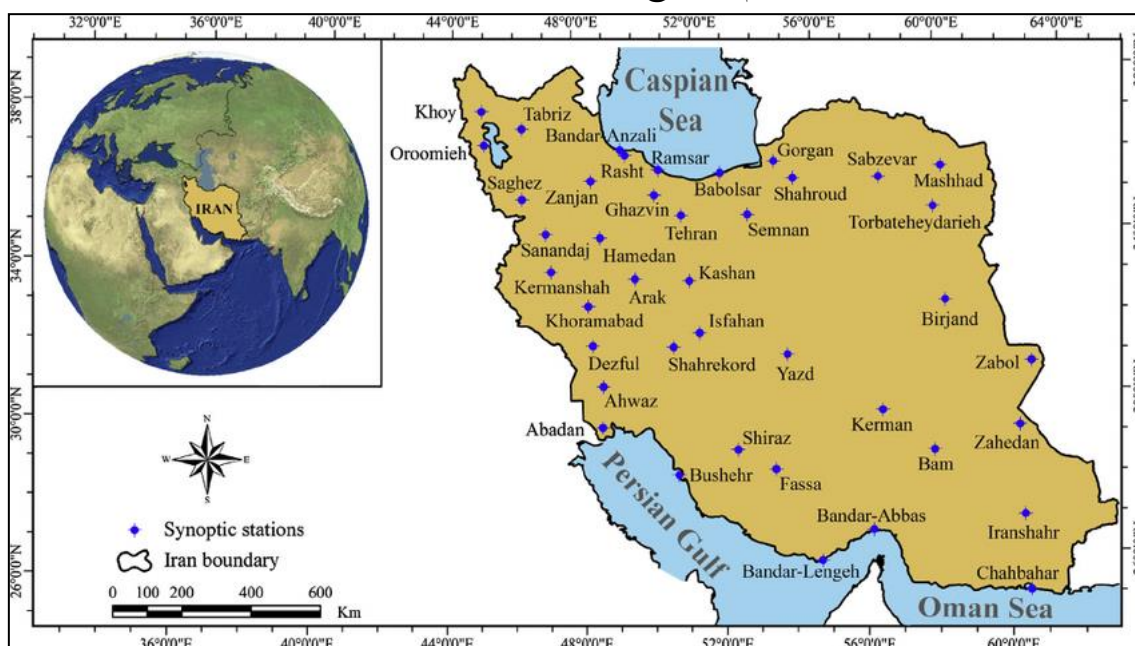 32°0'0"E 36°0'0"E 40°0'0"E 44°0'0"E 48°0'0"E 52°0'0"E 56°0'0"E 60°0'0"E 64°0'0"E
38°0'0"N
34°0'0"N
30°0'0"N
26°0'0"N
IRAN
Caspian
Sea
Khoy
Tabriz
Bandar-Anzali
Oroomieh
Rasht
Ramsar
Gorgan
Sabzevar
Mashhad
Saghez
Zanjan
Babolsar
Shahroud
Ghazvin
Torbateheydarieh
Tehran
Semnan
Sanandaj
Hamedan
Kermanshah
Arak
Kashan
Khoramabad
Isfahan
Birjand
Dezful
Shahrekord
Yazd
Zabol
Ahwaz
Abadan
Shiraz
Kerman
Zahedan
Bushehr
Fassa
Bam
Persian Gulf
Bandar-Abbas
Iranshahr
Bandar-Lengeh
Chahbahar
Oman Sea
N
W E
S
Synoptic stations
Iran boundary
0 100 200 400 600
Km
36°0'0"E 40°0'0"E 44°0'0"E 48°0'0"E 52°0'0"E 56°0'0"E 60°0'0"E